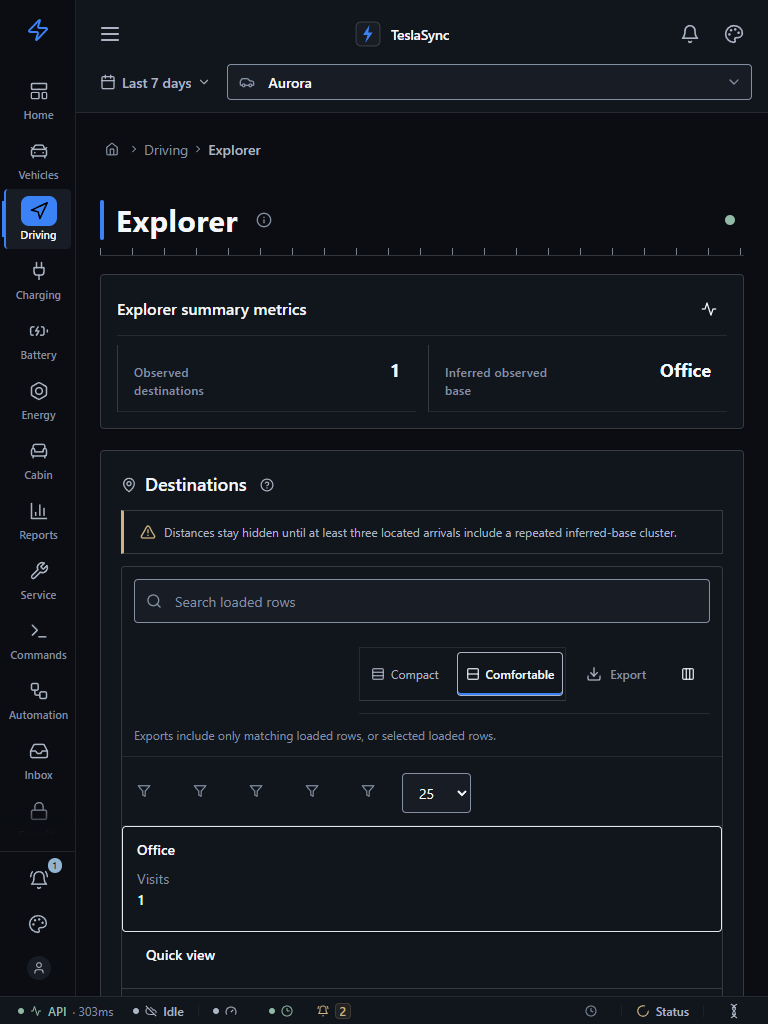 TeslaSync
Last 7 days
Aurora
Home
Vehicles
Driving
Charging
Battery
Energy
Cabin
Reports
Service
Commands
Automation
Inbox
1
Driving
Explorer
Explorer
Explorer summary metrics
Observed destinations
1
Inferred observed base
Office
Destinations
Distances stay hidden until at least three located arrivals include a repeated inferred-base cluster.
Search loaded rows
Compact
Comfortable
Export
Exports include only matching loaded rows, or selected loaded rows.
25
Office
Visits
1
Quick view
API · 303ms
Idle
2
Status